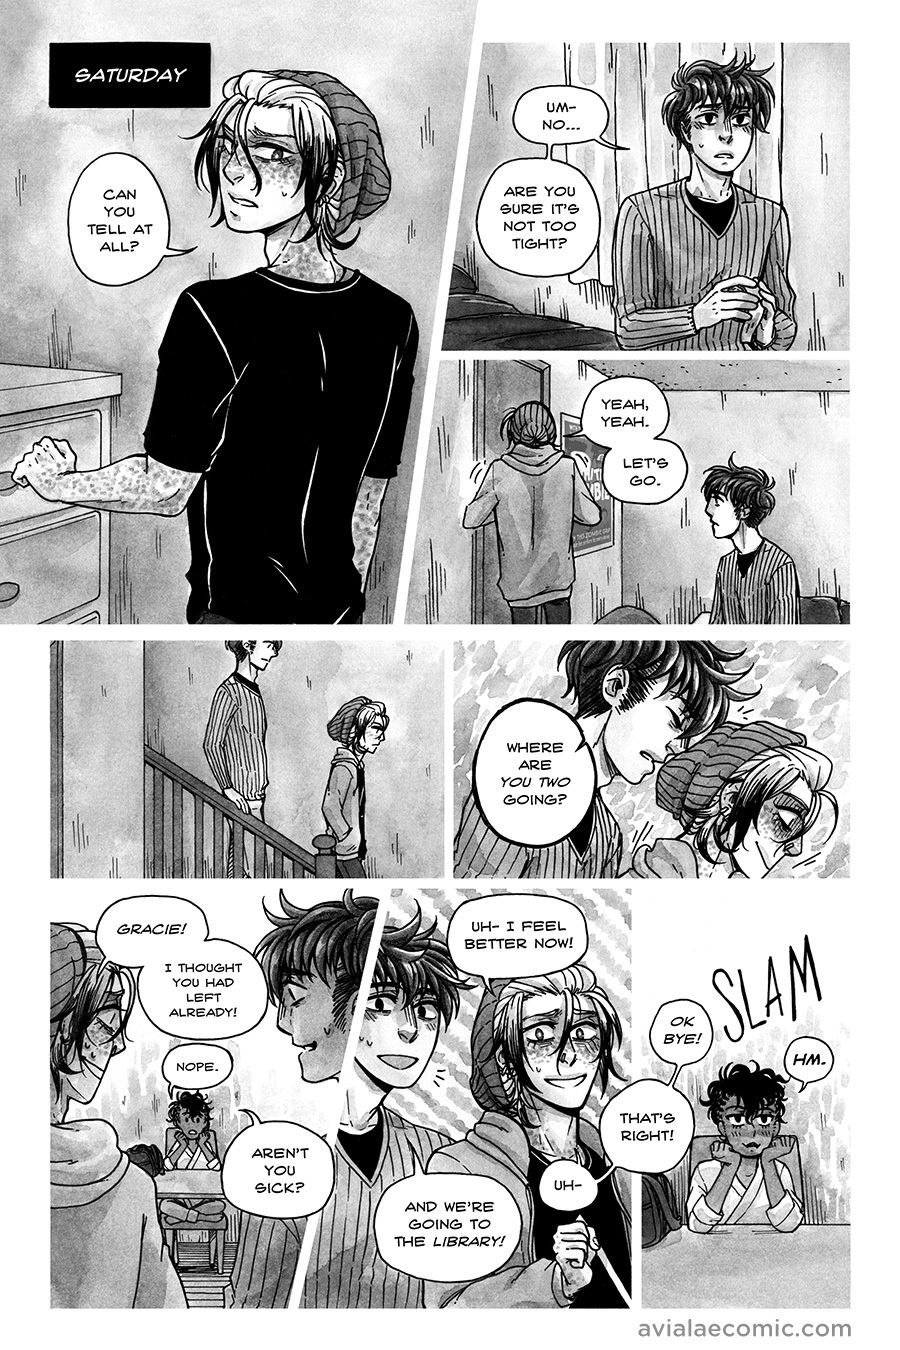 SATURDAY
CAN
YOU
TELL AT
ALL?
UM-
NO...
ARE YOU
SURE IT'S
NOT TOO
TIGHT?
YEAH,
YEAH.
LET'S
GO.
WHERE
ARE
YOU TWO
GOING?
GRACIE!
I THOUGHT
YOU HAD
LEFT
ALREADY!
NOPE.
AREN'T
YOU
SICK?
UH- I FEEL
BETTER NOW!
AND WE'RE
GOING TO
THE LIBRARY!
UH-
THAT'S
RIGHT!
OK
BYE!
SLAM
HM.
avialaecomic.com